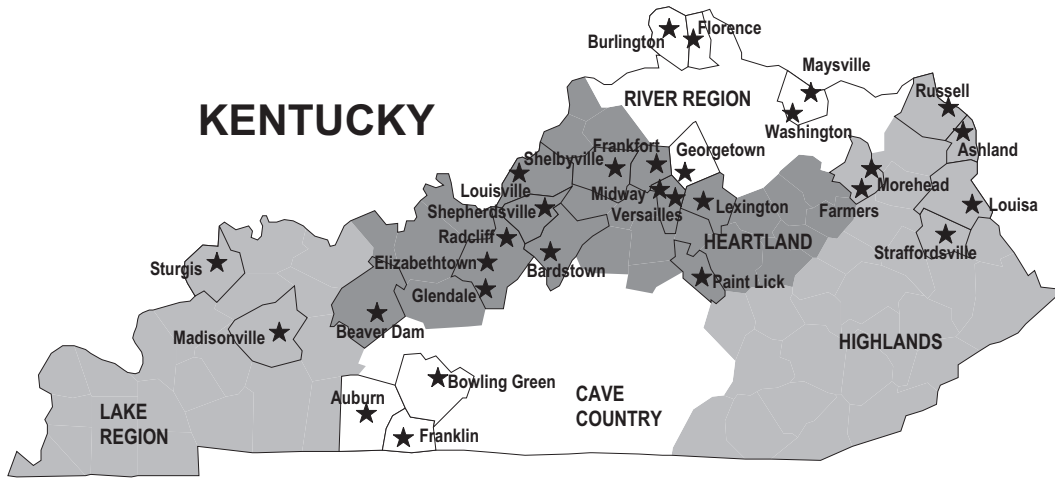 Burlington
Florence
Maysville
KENTUCKY
RIVER REGION
Russell
Washington
Ashland
Frankfort
Georgetown
Shelbyville
Louisville
Midway
Morehead
Shepherdsville
Versailles
Lexington
Farmers
Louisa
Radcliff
HEARTLAND
Straffordsville
Sturgis
Elizabethtown
Bardstown
Paint Lick
Glendale
Madisonville
Beaver Dam
HIGHLANDS
Bowling Green
Auburn
CAVE
COUNTRY
LAKE
REGION
Franklin